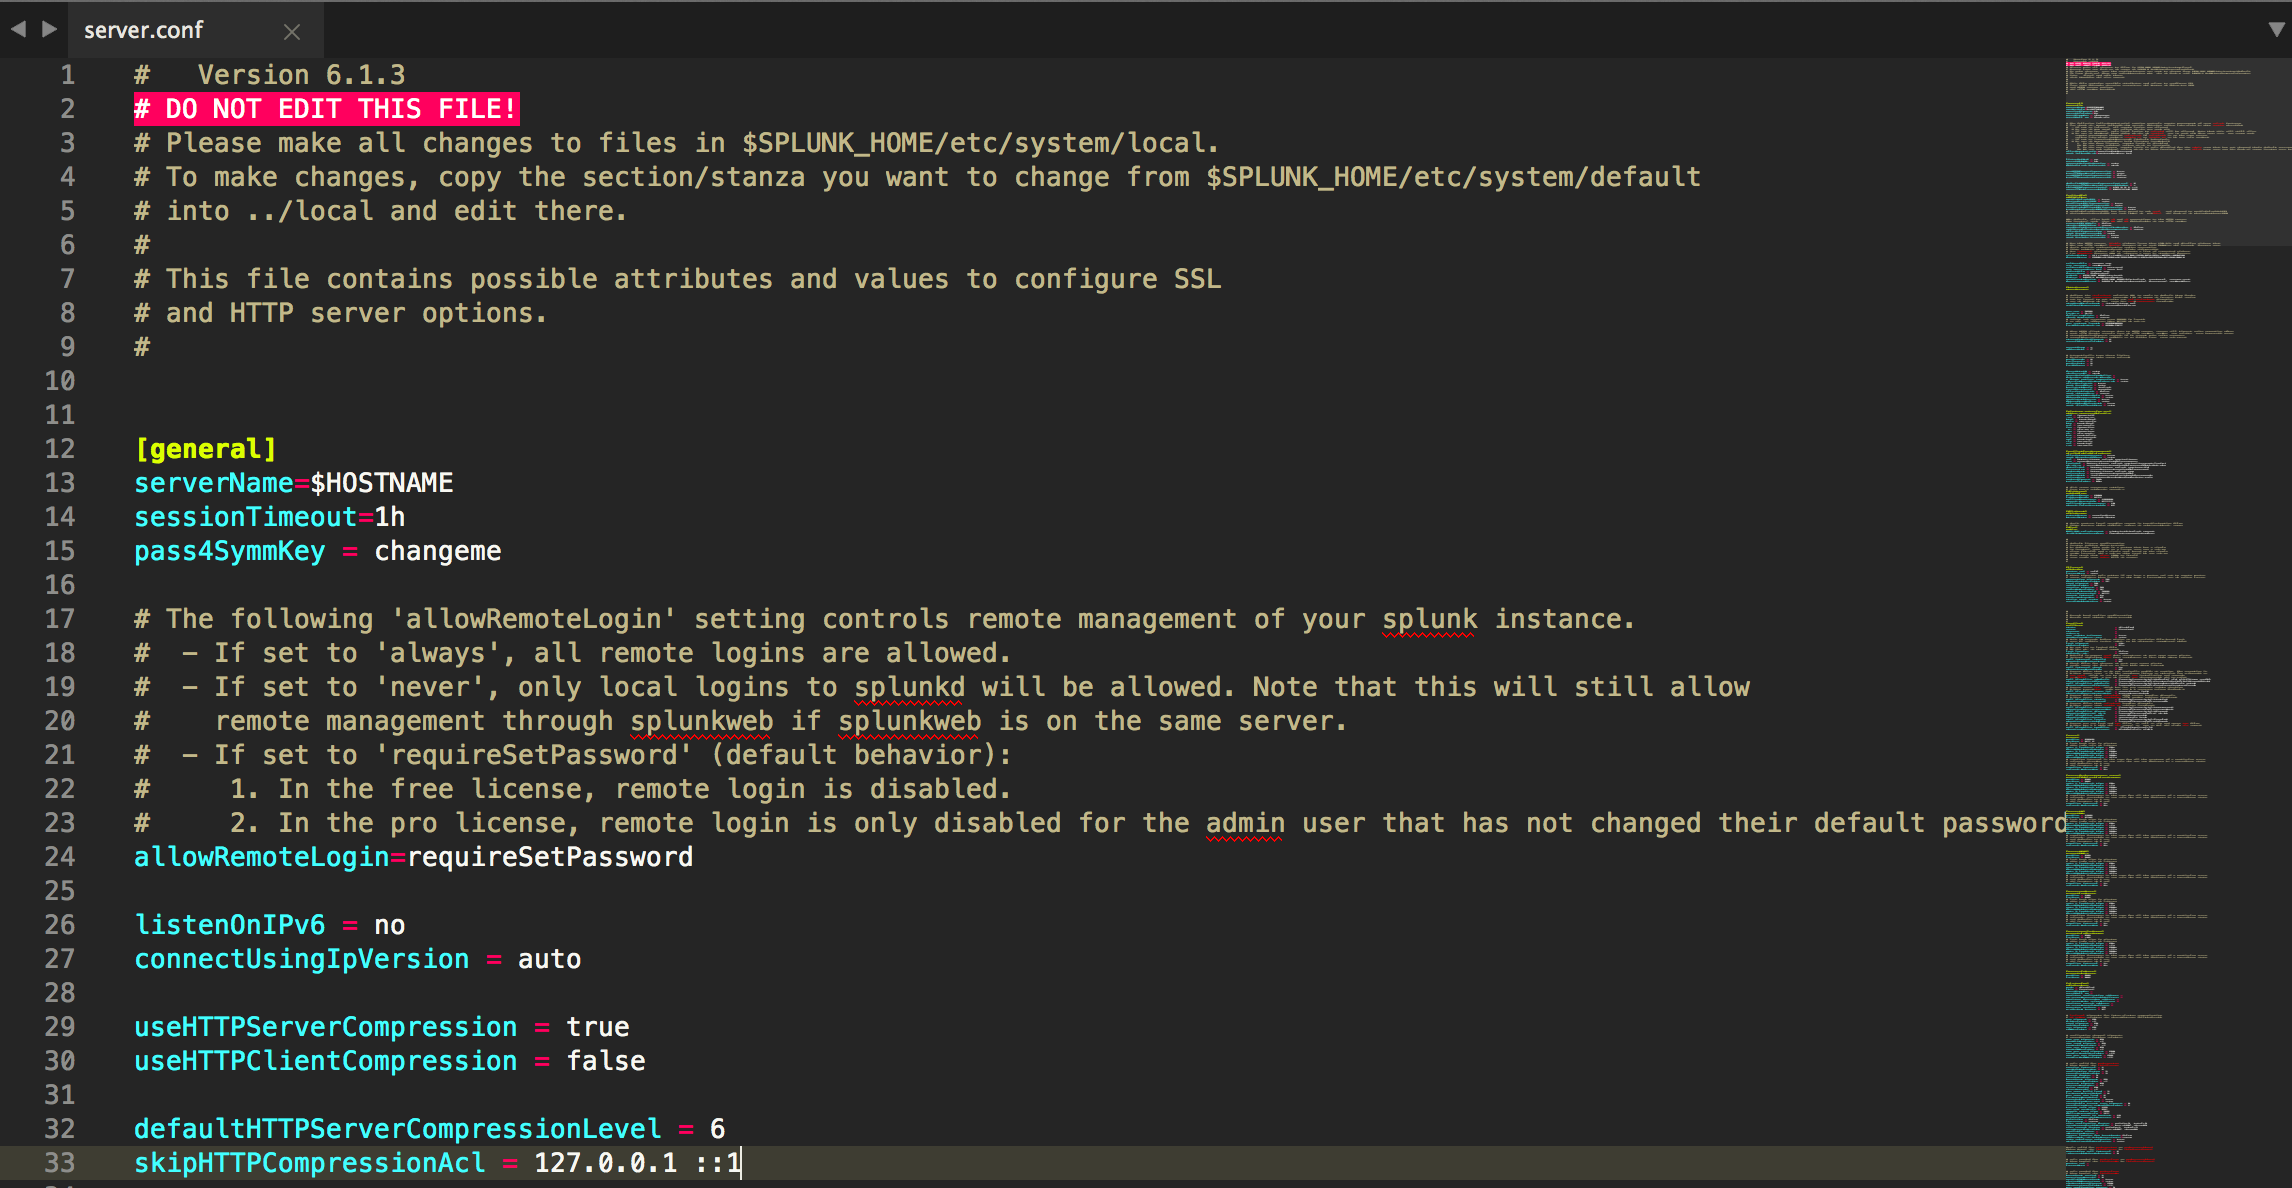 server.conf
1 #   Version 6.1.3
2 # DO NOT EDIT THIS FILE!
3 # Please make all changes to files in $SPLUNK_HOME/etc/system/local.
4 # To make changes, copy the section/stanza you want to change from $SPLUNK_HOME/etc/system/default
5 # into ../local and edit there.
6 #
7 # This file contains possible attributes and values to configure SSL
8 # and HTTP server options.
9 #
10
11
12 [general]
13 serverName=$HOSTNAME
14 sessionTimeout=1h
15 pass4SymmKey = changeme
16
17 # The following 'allowRemoteLogin' setting controls remote management of your splunk instance.
18 #  - If set to 'always', all remote logins are allowed.
19 #  - If set to 'never', only local logins to splunkd will be allowed. Note that this will still allow
20 #    remote management through splunkweb if splunkweb is on the same server.
21 #  - If set to 'requireSetPassword' (default behavior):
22 #     1. In the free license, remote login is disabled.
23 #     2. In the pro license, remote login is only disabled for the admin user that has not changed their default password
24 allowRemoteLogin=requireSetPassword
25
26 listenOnIPv6 = no
27 connectUsingIpVersion = auto
28
29 useHTTPServerCompression = true
30 useHTTPClientCompression = false
31
32 defaultHTTPServerCompressionLevel = 6
33 skipHTTPCompressionAcl = 127.0.0.1 ::1